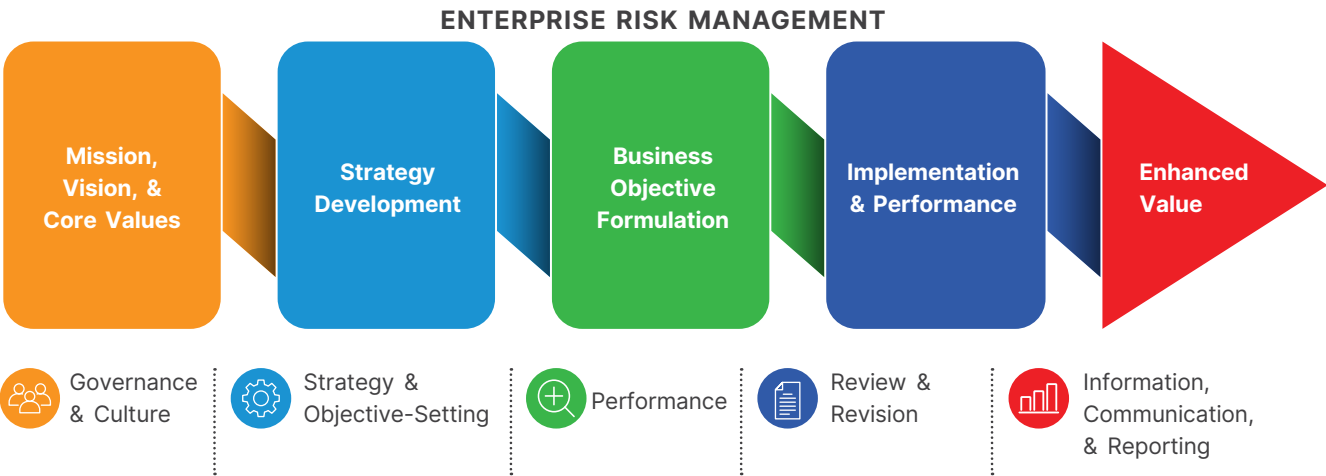 ENTERPRISE RISK MANAGEMENT
Mission,
Vision, &
Core Values
Strategy
Development
Business
Objective
Formulation
Implementation
& Performance
Enhanced
Value
Governance
& Culture
Strategy &
Objective-Setting
Performance
Review &
Revision
Information,
Communication,
& Reporting